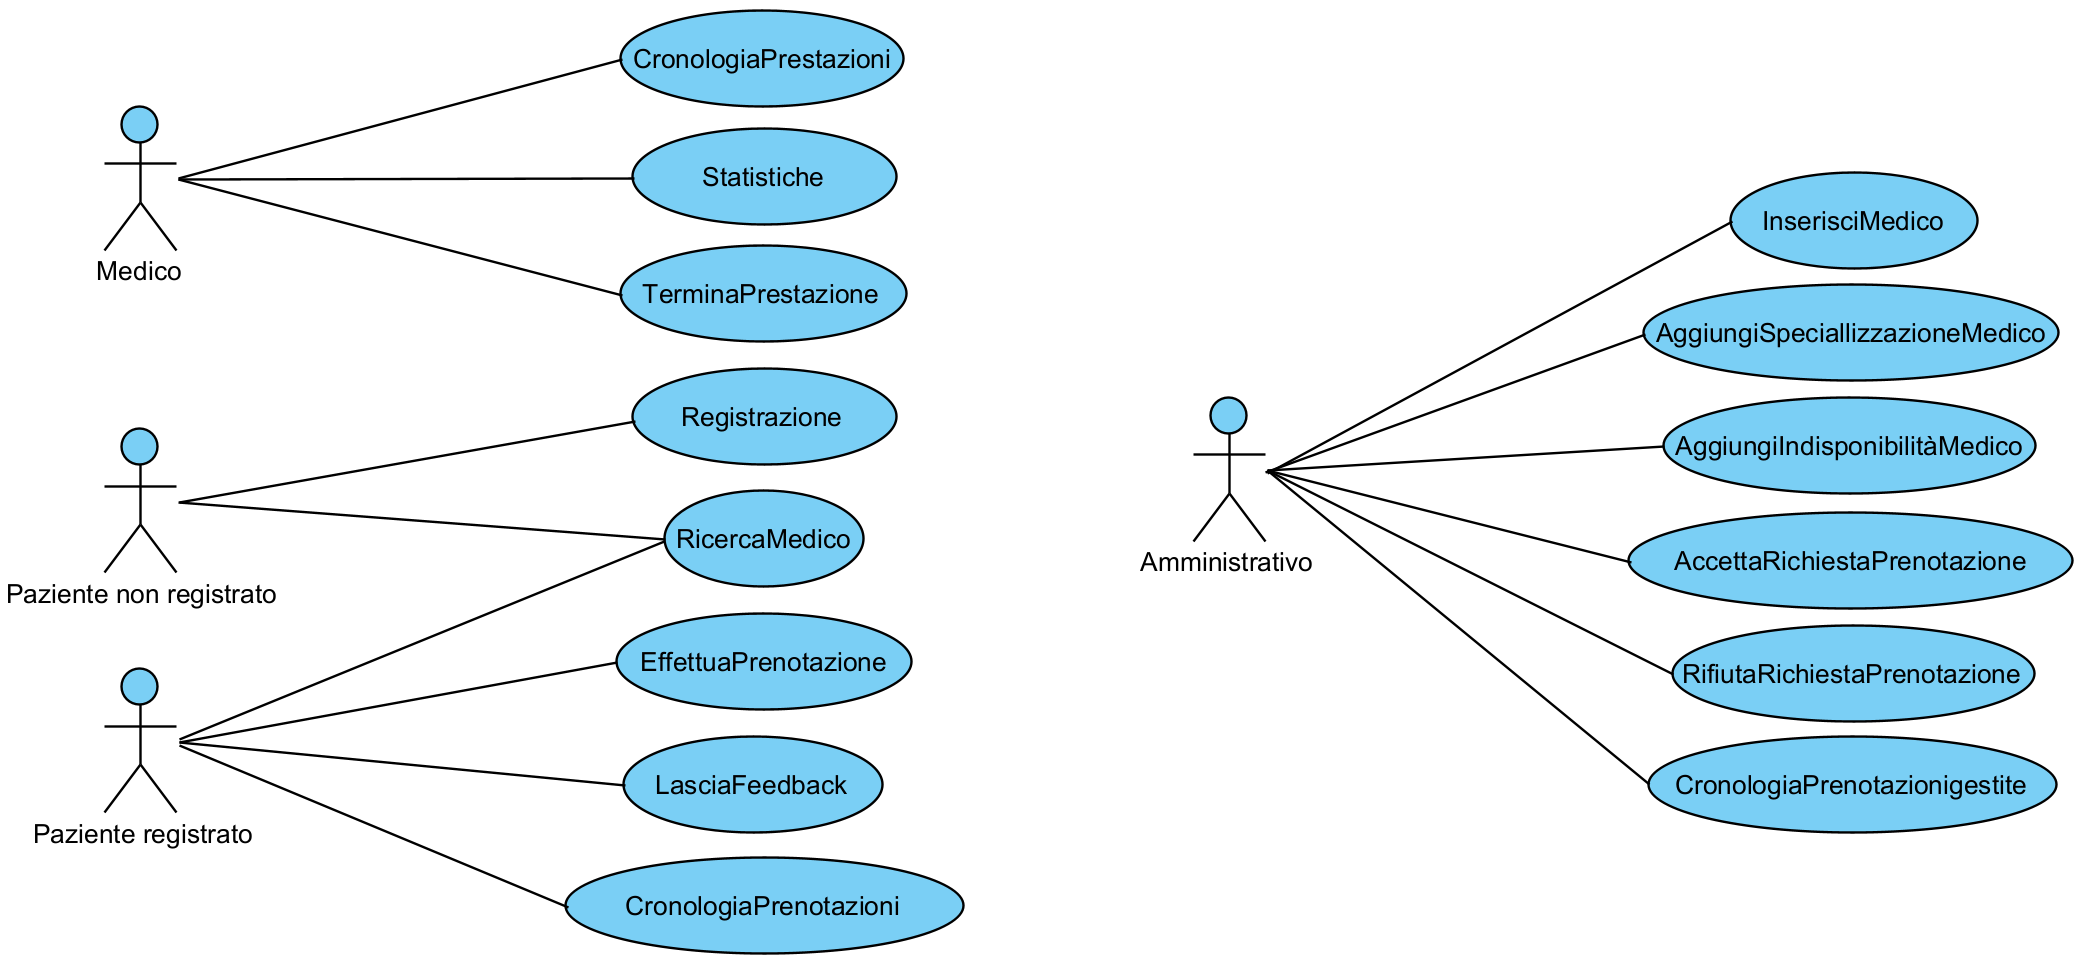 CronologiaPrestazioni
Statistiche
TerminaPrestazione
Medico
Registrazione
RicercaMedico
Paziente non registrato
EffettuaPrenotazione
LasciaFeedback
CronologiaPrenotazioni
Paziente registrato
InserisciMedico
AggiungiSpeciallizzazioneMedico
AggiungiIndisponibilitàMedico
AccettaRichiestaPrenotazione
RifiutaRichiestaPrenotazione
CronologiaPrenotazionigestite
Amministrativo